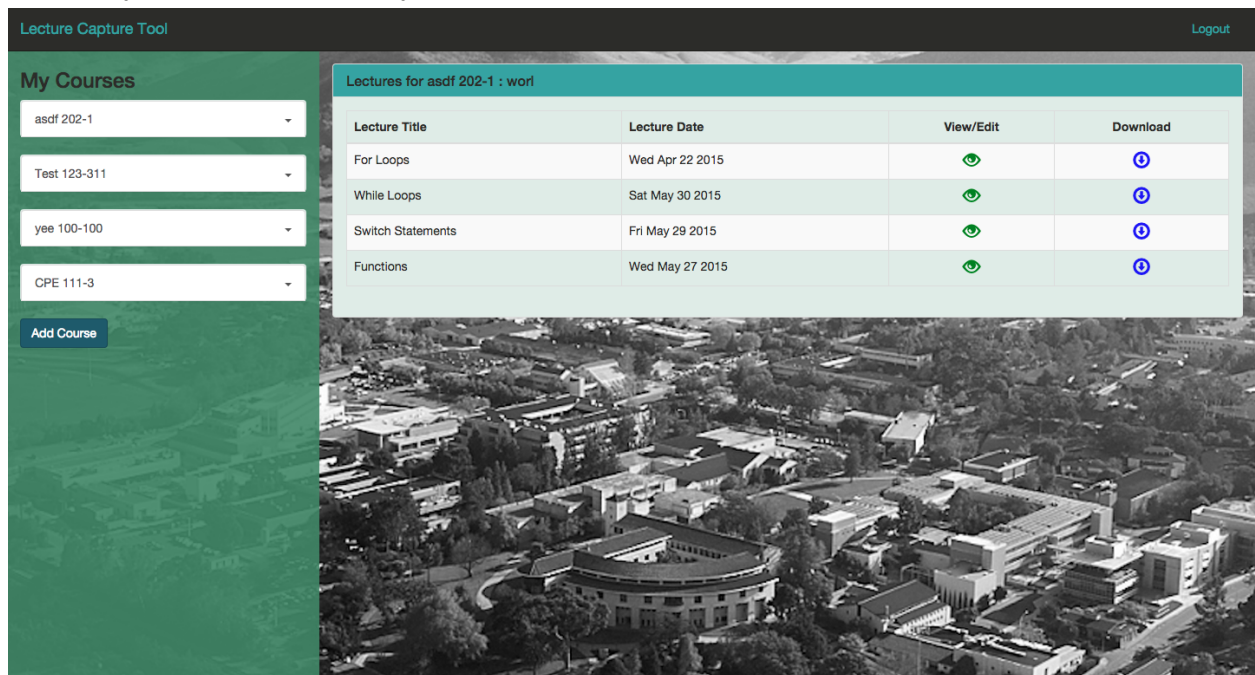 Lecture Capture Tool
Logout
My Courses
asdf 202-1
Test 123-311
yee 100-100
CPE 111-3
Add Course
Lectures for asdf 202-1 : worl
Lecture Title Lecture Date View/Edit Download
For Loops Wed Apr 22 2015
While Loops Sat May 30 2015
Switch Statements Fri May 29 2015
Functions Wed May 27 2015